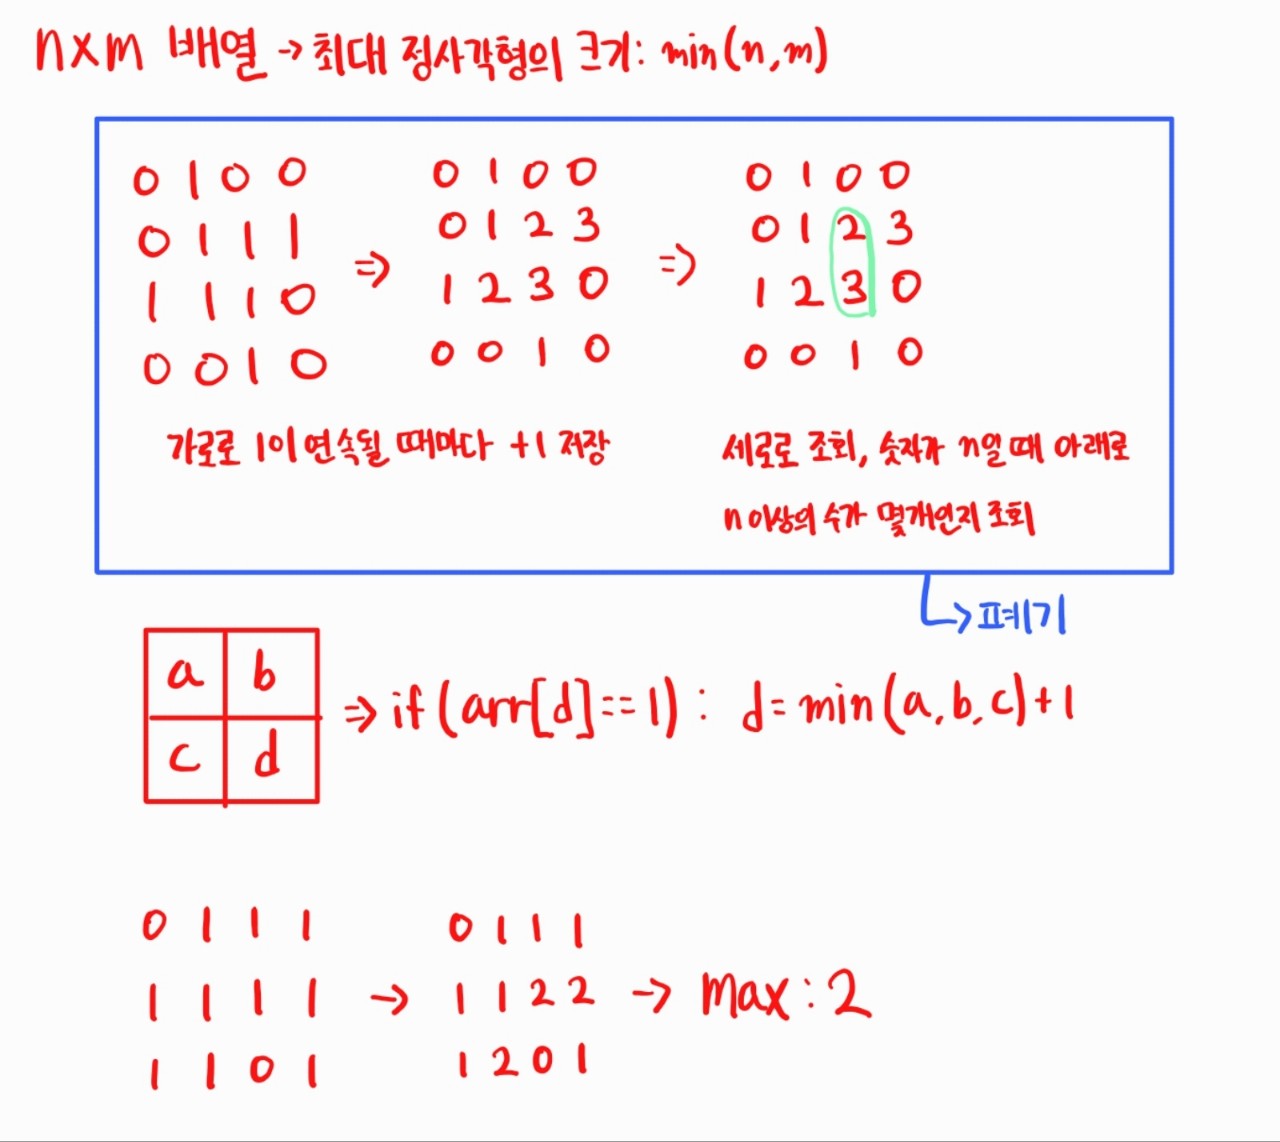 n×m 배열 → 최대 정사각형의 크기: min(n,m)
0 1 0 0   0 1 0 0   0 1 0 0
0 1 1 1   0 1 2 3   0 1 2 3
⇒ ⇒
1 1 1 0   1 2 3 0   1 2 3 0
0 0 1 0   0 0 1 0   0 0 1 0
가로로 1이 연속될 때마다 +1 저장
세로로 조회, 숫자가 n일 때 아래로
n 이상의 수가 몇개인지 조회
→ 폐기
a b
⇒ if(arr[d]==1): d=min(a,b,c)+1
c d
0 1 1 1   0 1 1 1
1 1 1 1 → 1 1 2 2 → max:2
1 1 0 1   1 2 0 1